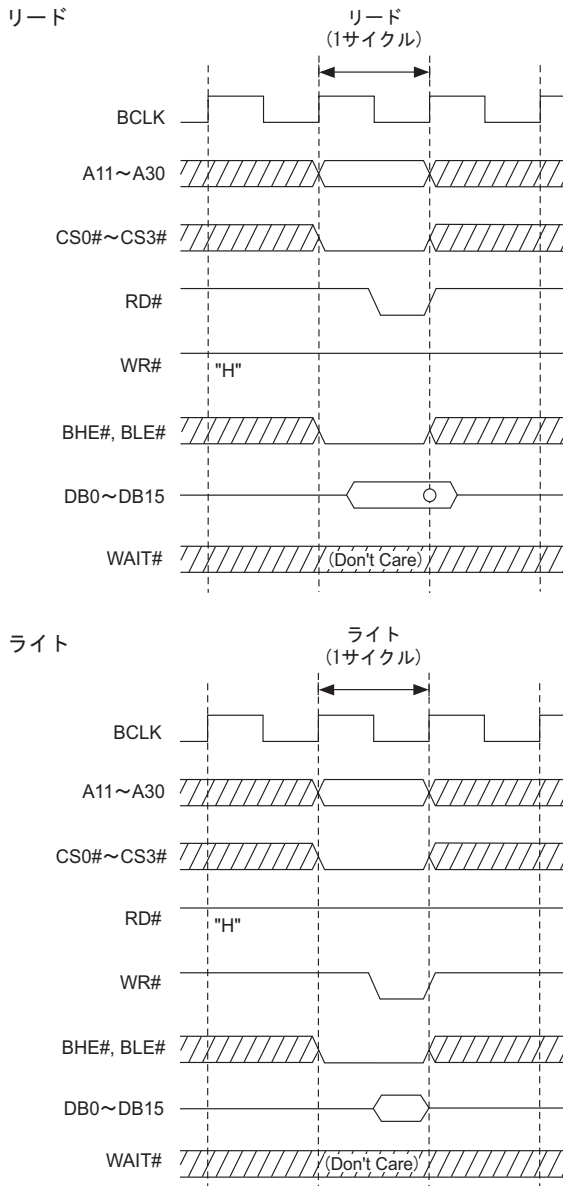 リード
リード
(1サイクル)
BCLK
A11～A30
CS0#～CS3#
RD#
WR#
"H"
BHE#, BLE#
DB0～DB15
WAIT#
(Don't Care)
ライト
ライト
(1サイクル)
BCLK
A11～A30
CS0#～CS3#
RD#
"H"
WR#
BHE#, BLE#
DB0～DB15
WAIT#
(Don't Care)